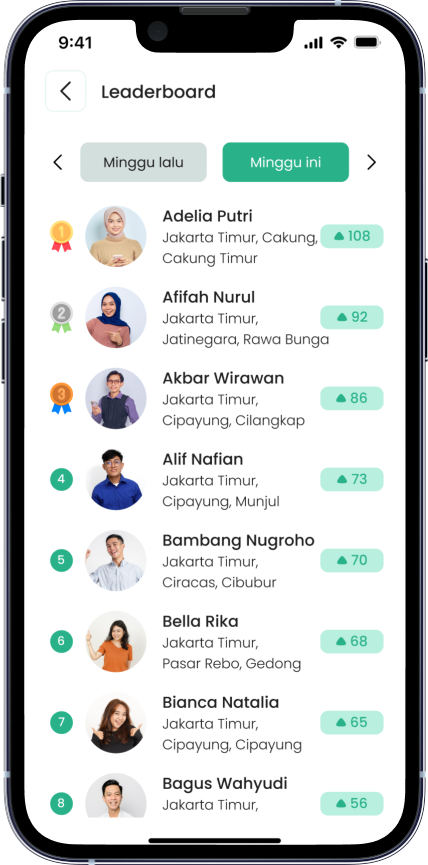 9:41
Leaderboard
Minggu lalu
Minggu ini
1
Adelia Putri
Jakarta Timur, Cakung,
Cakung Timur
108
2
Afifah Nurul
Jakarta Timur,
Jatinegara, Rawa Bunga
92
3
Akbar Wirawan
Jakarta Timur,
Cipayung, Cilangkap
86
4
Alif Nafian
Jakarta Timur,
Cipayung, Munjul
73
5
Bambang Nugroho
Jakarta Timur,
Ciracas, Cibubur
70
6
Bella Rika
Jakarta Timur,
Pasar Rebo, Gedong
68
7
Bianca Natalia
Jakarta Timur,
Cipayung, Cipayung
65
8
Bagus Wahyudi
Jakarta Timur,
56